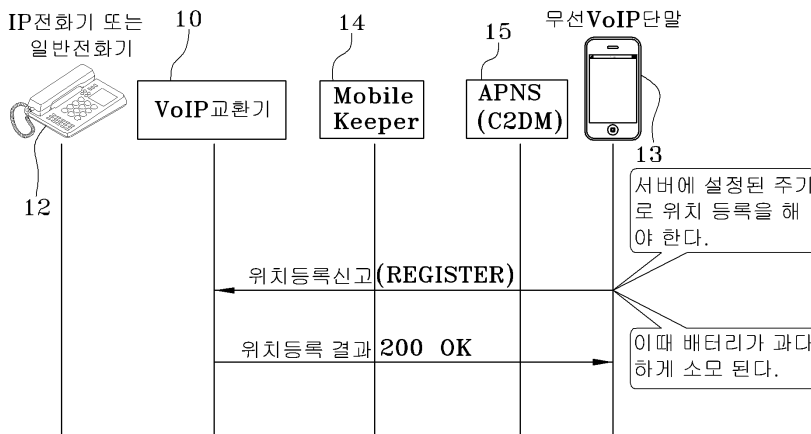 IP전화기 또는
일반전화기
10
14
15
무선VoIP단말
VoIP교환기
Mobile
Keeper
APNS
(C2DM)
12
13
서버에 설정된 주기
로 위치 등록을 해
야 한다.
위치등록신고(REGISTER)
위치등록 결과 200 OK
이때 배터리가 과다
하게 소모 된다.